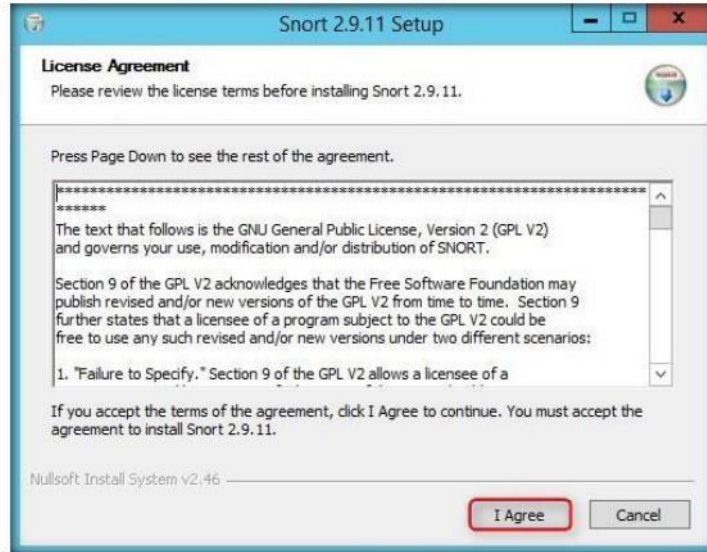 Snort 2.9.11 Setup
License Agreement
Please review the license terms before installing Snort 2.9.11.
Press Page Down to see the rest of the agreement.
***********************************************************************
******
The text that follows is the GNU General Public License, Version 2 (GPL V2)
and governs your use, modification and/or distribution of SNORT.
Section 9 of the GPL V2 acknowledges that the Free Software Foundation may
publish revised and/or new versions of the GPL V2 from time to time. Section 9
further states that a licensee of a program subject to the GPL V2 could be
free to use any such revised and/or new versions under two different scenarios:
1. "Failure to Specify." Section 9 of the GPL V2 allows a licensee of a
If you accept the terms of the agreement, click I Agree to continue. You must accept the
agreement to install Snort 2.9.11.
Nullsoft Install System v2.46
I Agree
Cancel